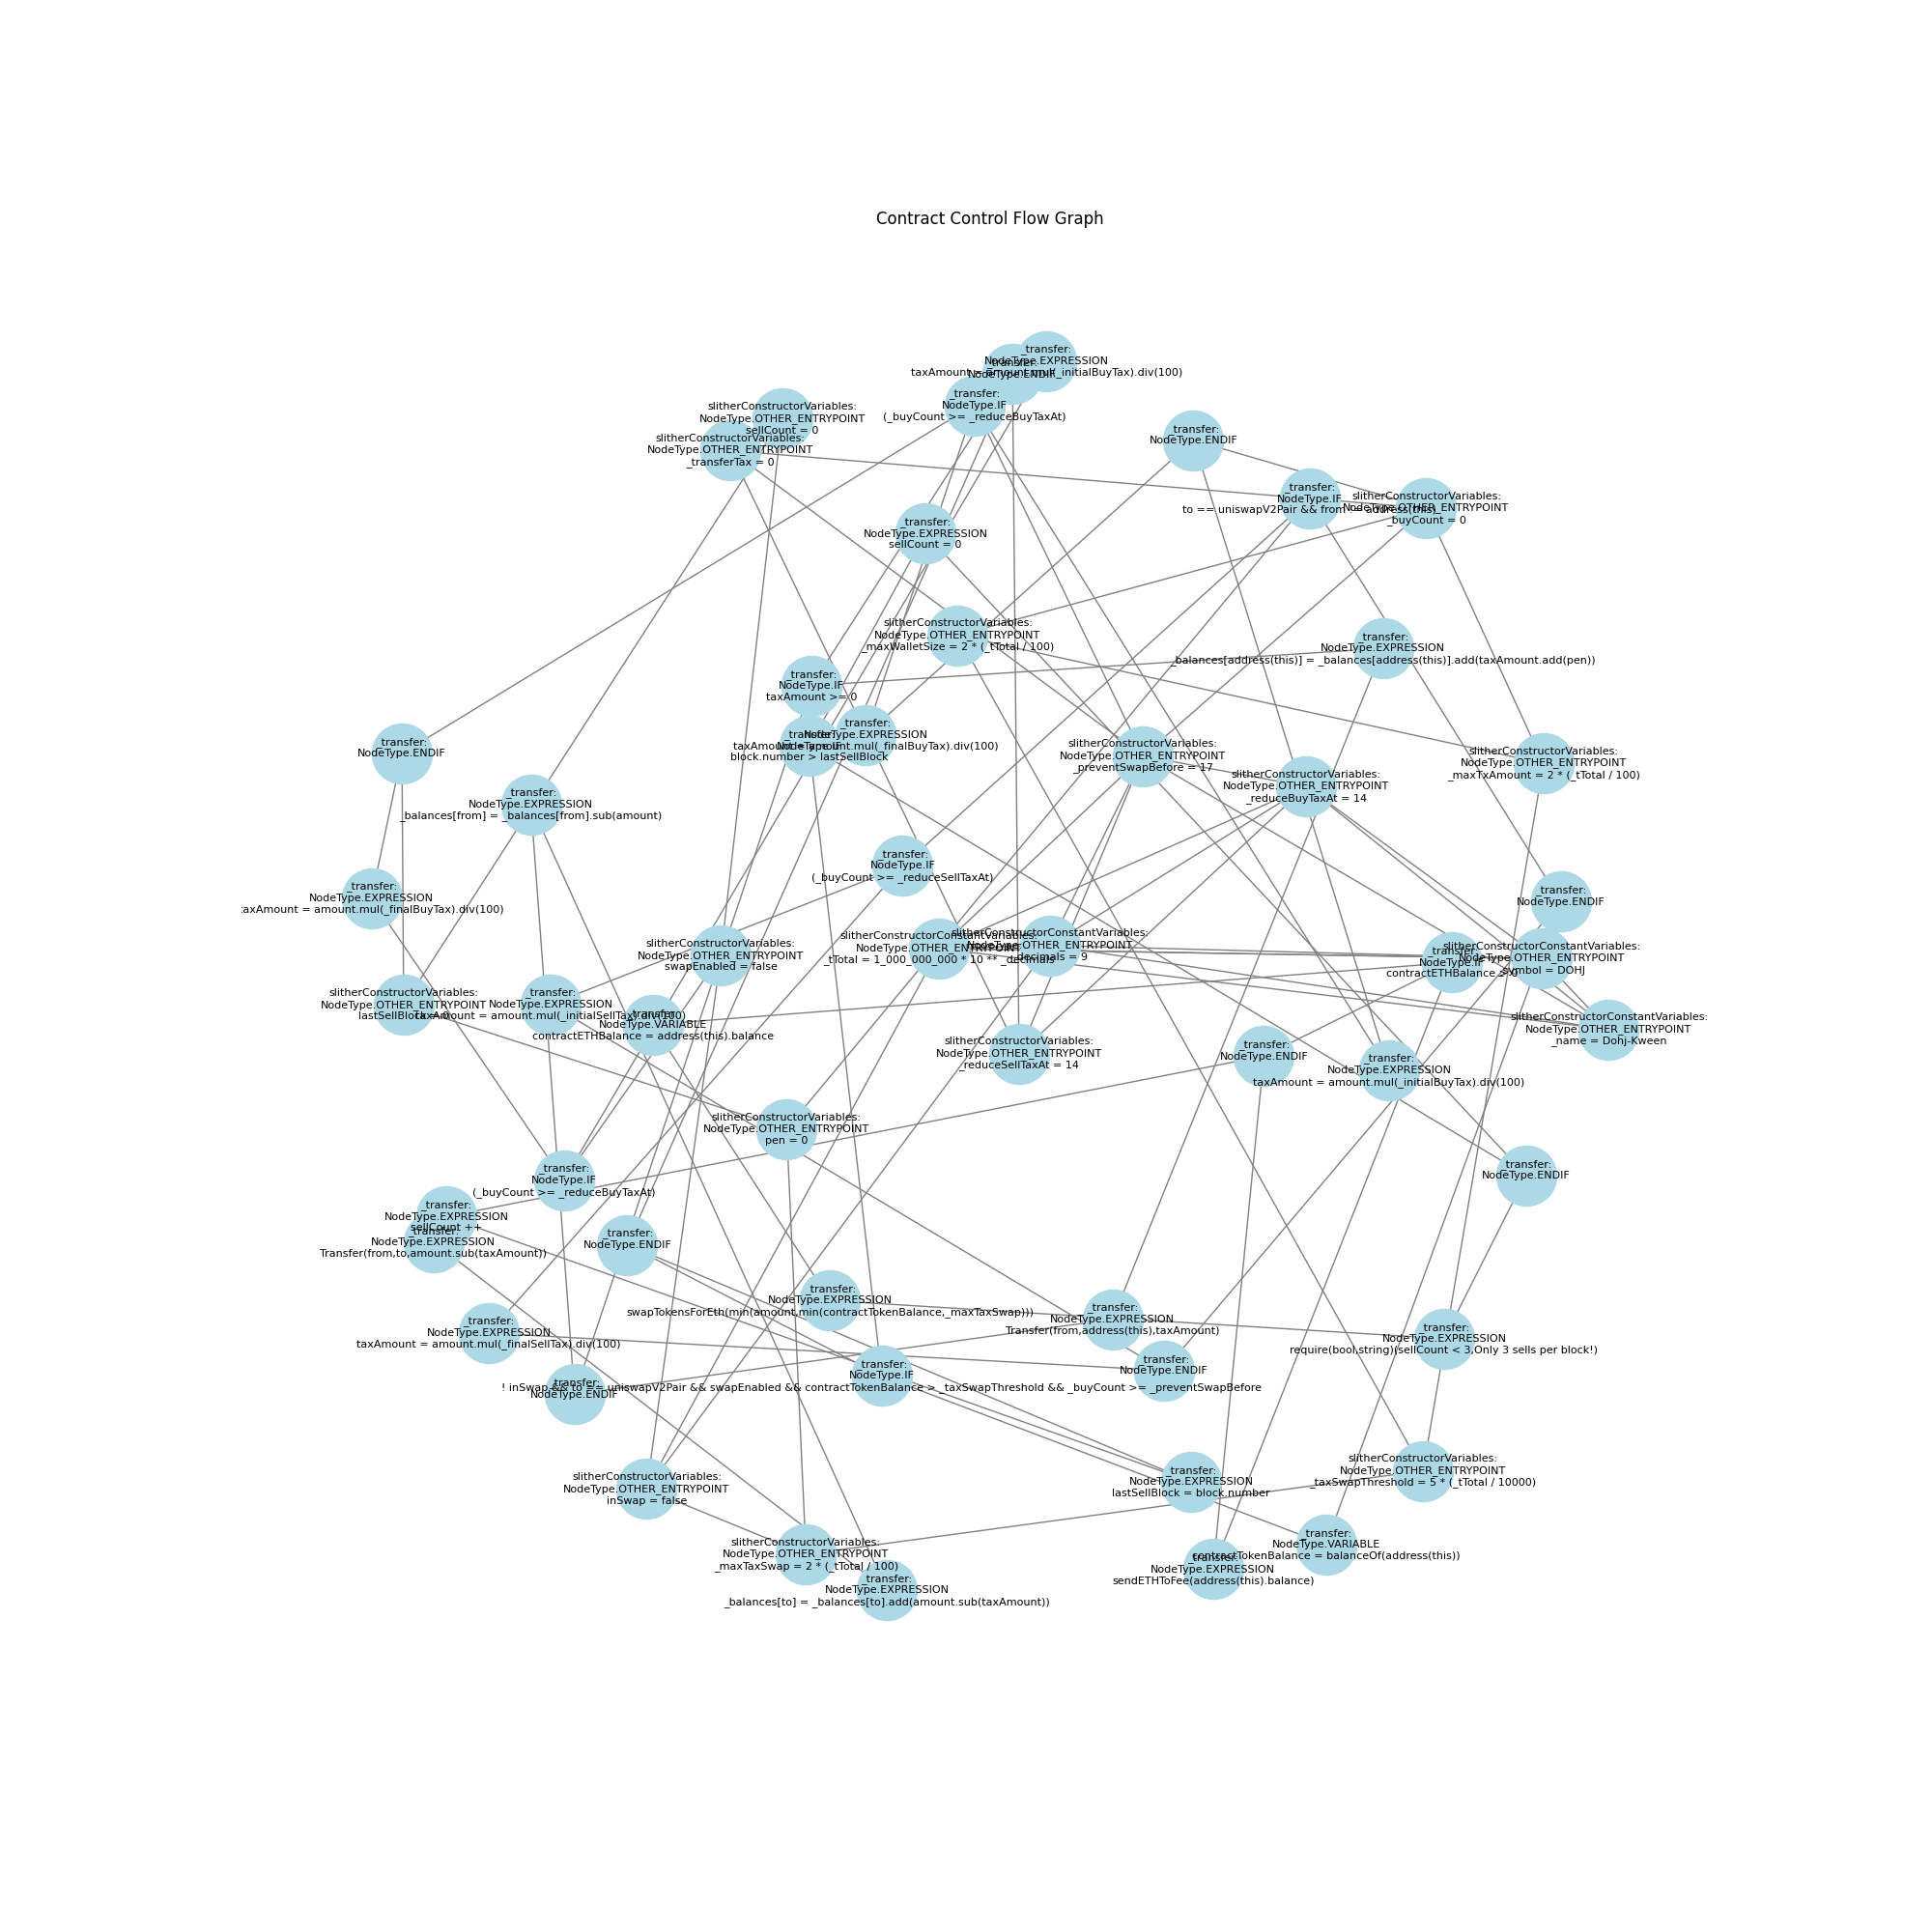 Contract Control Flow Graph
_transfer:
NodeType.EXPRESSION
taxAmount = amount.mul(_initialBuyTax).div(100)
_transfer:
NodeType.ENDIF
_transfer:
NodeType.IF
(_buyCount >= _reduceBuyTaxAt)
slitherConstructorVariables:
NodeType.OTHER_ENTRYPOINT
sellCount = 0
slitherConstructorVariables:
NodeType.OTHER_ENTRYPOINT
_transferTax = 0
_transfer:
NodeType.ENDIF
_transfer:
NodeType.IF
to == uniswapV2Pair && from != address(this)
slitherConstructorVariables:
NodeType.OTHER_ENTRYPOINT
_buyCount = 0
_transfer:
NodeType.EXPRESSION
sellCount = 0
slitherConstructorVariables:
NodeType.OTHER_ENTRYPOINT
_maxWalletSize = 2 * (_tTotal / 100)
_transfer:
NodeType.EXPRESSION
_balances[address(this)] = _balances[address(this)].add(taxAmount.add(pen))
_transfer:
NodeType.IF
taxAmount >= 0
_transfer:
NodeType.EXPRESSION
taxAmount = amount.mul(_finalBuyTax).div(100)
_transfer:
NodeType.IF
block.number > lastSellBlock
_transfer:
NodeType.ENDIF
slitherConstructorVariables:
NodeType.OTHER_ENTRYPOINT
_preventSwapBefore = 17
slitherConstructorVariables:
NodeType.OTHER_ENTRYPOINT
_maxTxAmount = 2 * (_tTotal / 100)
slitherConstructorVariables:
NodeType.OTHER_ENTRYPOINT
_reduceBuyTaxAt = 14
_transfer:
NodeType.EXPRESSION
_balances[from] = _balances[from].sub(amount)
_transfer:
NodeType.IF
(_buyCount >= _reduceSellTaxAt)
_transfer:
NodeType.EXPRESSION
:axAmount = amount.mul(_finalBuyTax).div(100)
_transfer:
NodeType.ENDIF
slitherConstructorVariables:
NodeType.OTHER_ENTRYPOINT
swapEnabled = false
slitherConstructorConstantVariables:
NodeType.OTHER_ENTRYPOINT
_tTotal = 1_000_000_000 * 10 ** _decimals
slitherConstructorConstantVariables:
NodeType.OTHER_ENTRYPOINT
_decimals = 9
_transfer:
NodeType.IF
contractETHBalance > 0
slitherConstructorConstantVariables:
NodeType.OTHER_ENTRYPOINT
_symbol = DOHJ
slitherConstructorVariables:
NodeType.OTHER_ENTRYPOINT
lastSellBlock = 0
_transfer:
NodeType.EXPRESSION
taxAmount = amount.mul(_initialSellTax).div(100)
_transfer:
NodeType.VARIABLE
contractETHBalance = address(this).balance
slitherConstructorConstantVariables:
NodeType.OTHER_ENTRYPOINT
_name = Dohj-Kween
slitherConstructorVariables:
NodeType.OTHER_ENTRYPOINT
_reduceSellTaxAt = 14
_transfer:
NodeType.ENDIF
_transfer:
NodeType.EXPRESSION
taxAmount = amount.mul(_initialBuyTax).div(100)
slitherConstructorVariables:
NodeType.OTHER_ENTRYPOINT
pen = 0
_transfer:
NodeType.IF
(_buyCount >= _reduceBuyTaxAt)
_transfer:
NodeType.ENDIF
_transfer:
NodeType.EXPRESSION
sellCount ++
_transfer:
NodeType.EXPRESSION
Transfer(from,to,amount.sub(taxAmount))
_transfer:
NodeType.ENDIF
_transfer:
NodeType.EXPRESSION
swapTokensForEth(min(amount,min(contractTokenBalance,_maxTaxSwap)))
_transfer:
NodeType.EXPRESSION
Transfer(from,address(this),taxAmount)
_transfer:
NodeType.EXPRESSION
taxAmount = amount.mul(_finalSellTax).div(100)
_transfer:
NodeType.EXPRESSION
require(bool,string)(sellCount < 3,Only 3 sells per block!)
_transfer:
NodeType.ENDIF
_transfer:
NodeType.IF
! inSwap && to == uniswapV2Pair && swapEnabled && contractTokenBalance > _taxSwapThreshold && _buyCount >= _preventSwapBefore
_transfer:
NodeType.ENDIF
slitherConstructorVariables:
NodeType.OTHER_ENTRYPOINT
_taxSwapThreshold = 5 * (_tTotal / 10000)
_transfer:
NodeType.EXPRESSION
lastSellBlock = block.number
slitherConstructorVariables:
NodeType.OTHER_ENTRYPOINT
inSwap = false
_transfer:
NodeType.VARIABLE
contractTokenBalance = balanceOf(address(this))
slitherConstructorVariables:
NodeType.OTHER_ENTRYPOINT
_maxTaxSwap = 2 * (_tTotal / 100)
_transfer:
NodeType.EXPRESSION
sendETHToFee(address(this).balance)
_transfer:
NodeType.EXPRESSION
_balances[to] = _balances[to].add(amount.sub(taxAmount))